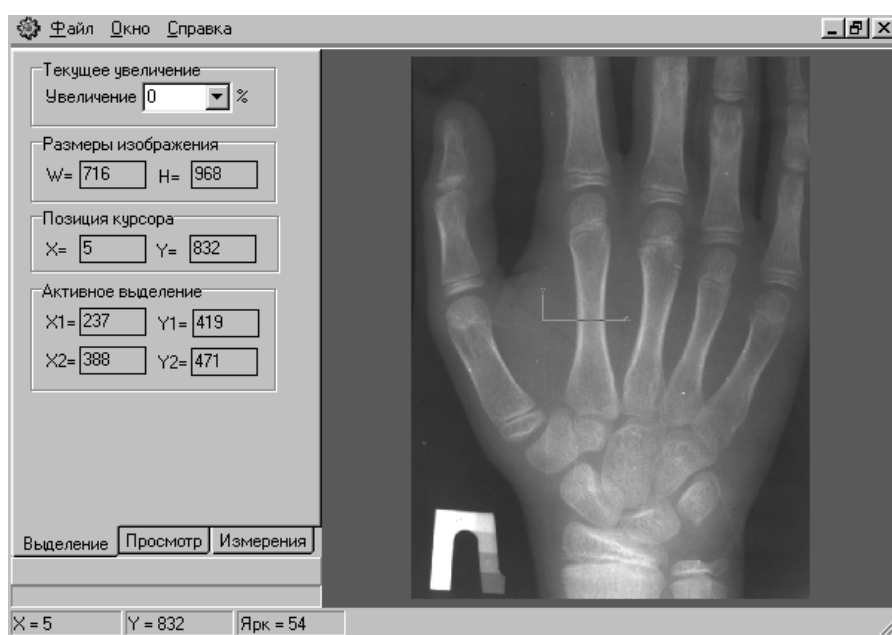 Файл Окно Справка
Текущее увеличение
Увеличение 0 %
Размеры изображения
W= 716 H= 968
Позиция курсора
X= 5 Y= 832
Активное выделение
X1= 237 Y1= 419
X2= 388 Y2= 471
Выделение Просмотр Измерения
X = 5 Y = 832 Ярк = 54